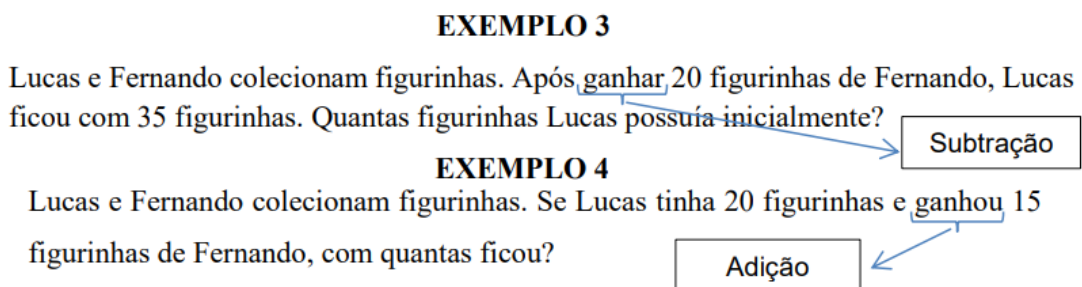 EXEMPLO 3
Lucas e Fernando colecionam figurinhas. Após ganhar 20 figurinhas de Fernando, Lucas
ficou com 35 figurinhas. Quantas figurinhas Lucas possuía inicialmente?
Subtração
EXEMPLO 4
Lucas e Fernando colecionam figurinhas. Se Lucas tinha 20 figurinhas e ganhou 15
figurinhas de Fernando, com quantas ficou?
Adição